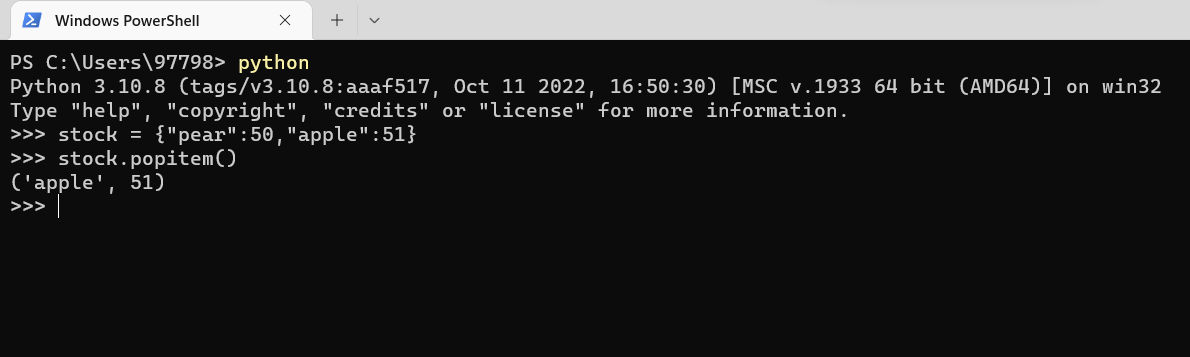 Windows PowerShell
PS C:\Users\97798> python
Python 3.10.8 (tags/v3.10.8:aaaf517, Oct 11 2022, 16:50:30) [MSC v.1933 64 bit (AMD64)] on win32
Type "help", "copyright", "credits" or "license" for more information.
>>> stock = {"pear":50,"apple":51}
>>> stock.popitem()
('apple', 51)
>>>